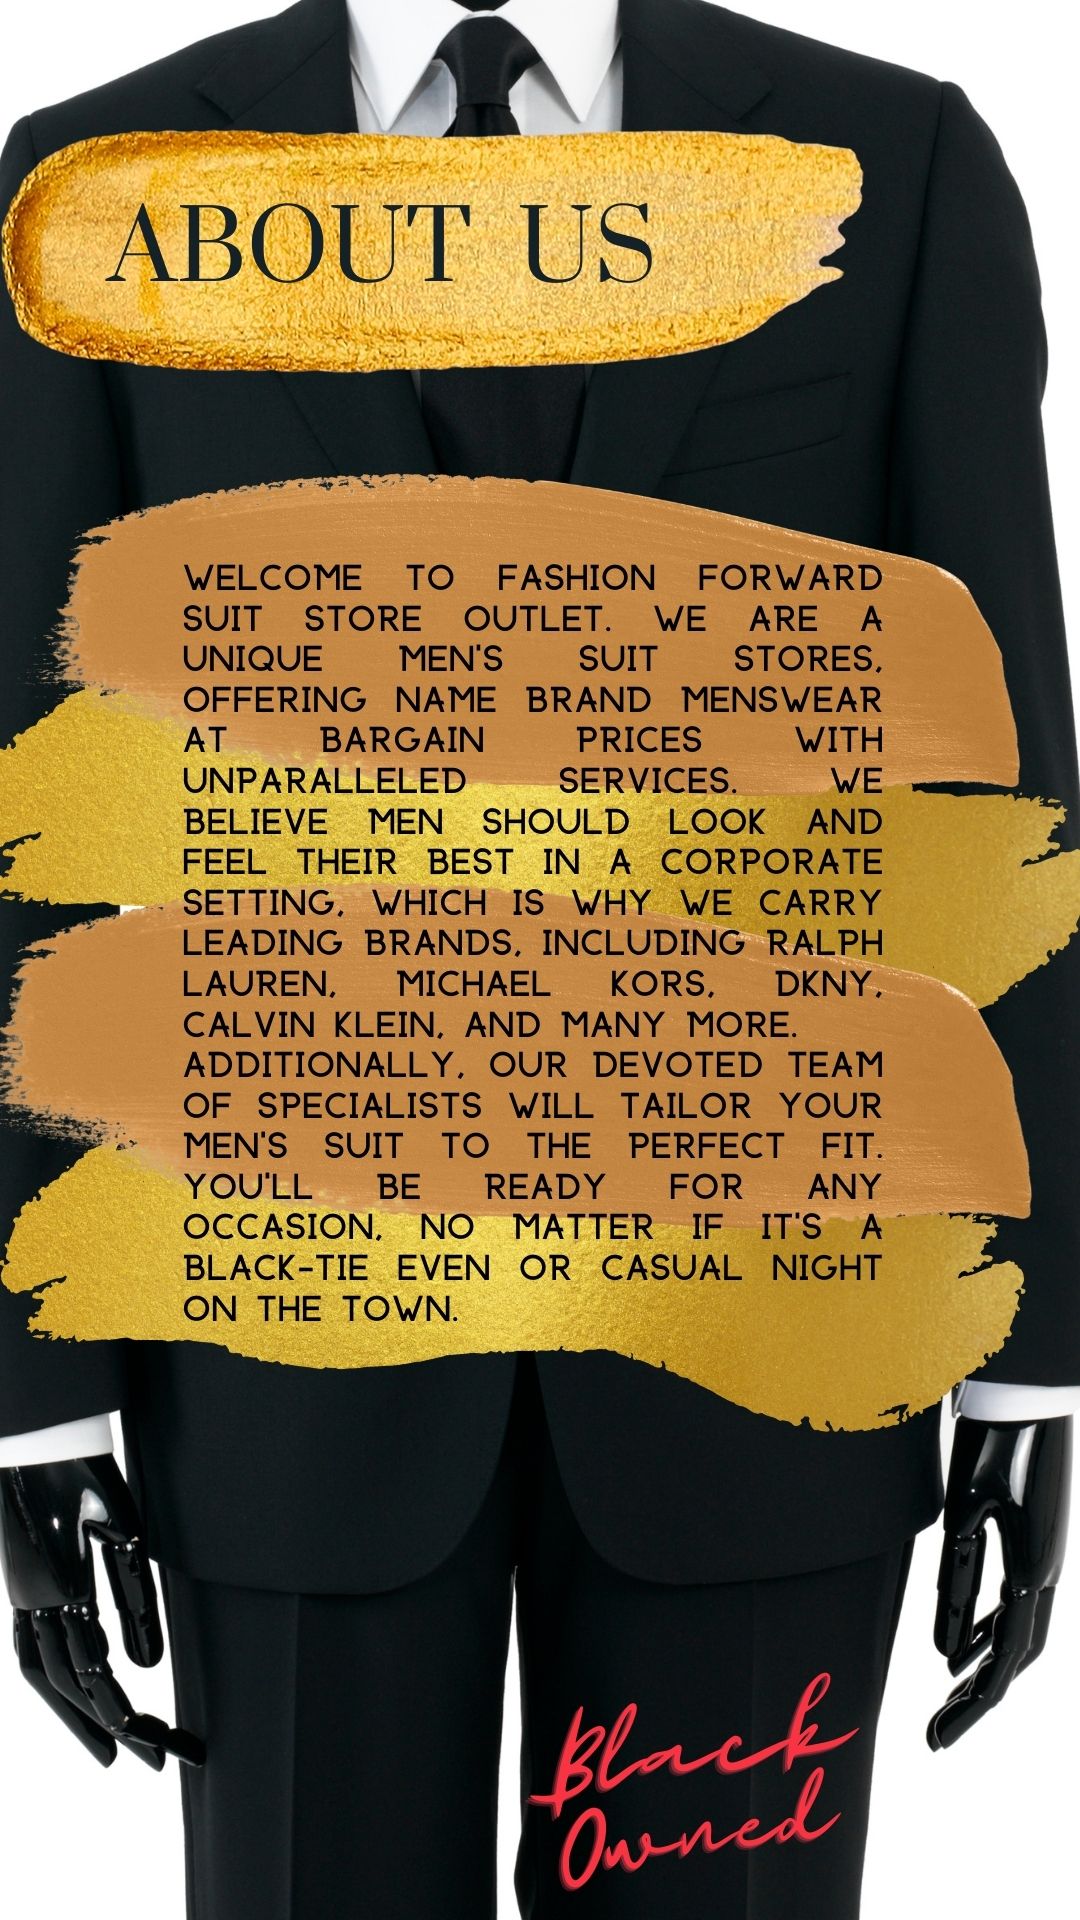 ABOUT US
WELCOME TO FASHION FORWARD
SUIT STORE OUTLET. WE ARE A
UNIQUE MEN'S SUIT STORES,
OFFERING NAME BRAND MENSWEAR
AT BARGAIN PRICES WITH
UNPARALLELED SERVICES. WE
BELIEVE MEN SHOULD LOOK AND
FEEL THEIR BEST IN A CORPORATE
SETTING, WHICH IS WHY WE CARRY
LEADING BRANDS, INCLUDING RALPH
LAUREN, MICHAEL KORS, DKNY,
CALVIN KLEIN, AND MANY MORE.
ADDITIONALLY, OUR DEVOTED TEAM
OF SPECIALISTS WILL TAILOR YOUR
MEN'S SUIT TO THE PERFECT FIT.
YOU'LL BE READY FOR ANY
OCCASION, NO MATTER IF IT'S A
BLACK-TIE EVEN OR CASUAL NIGHT
ON THE TOWN.
Black
Owned